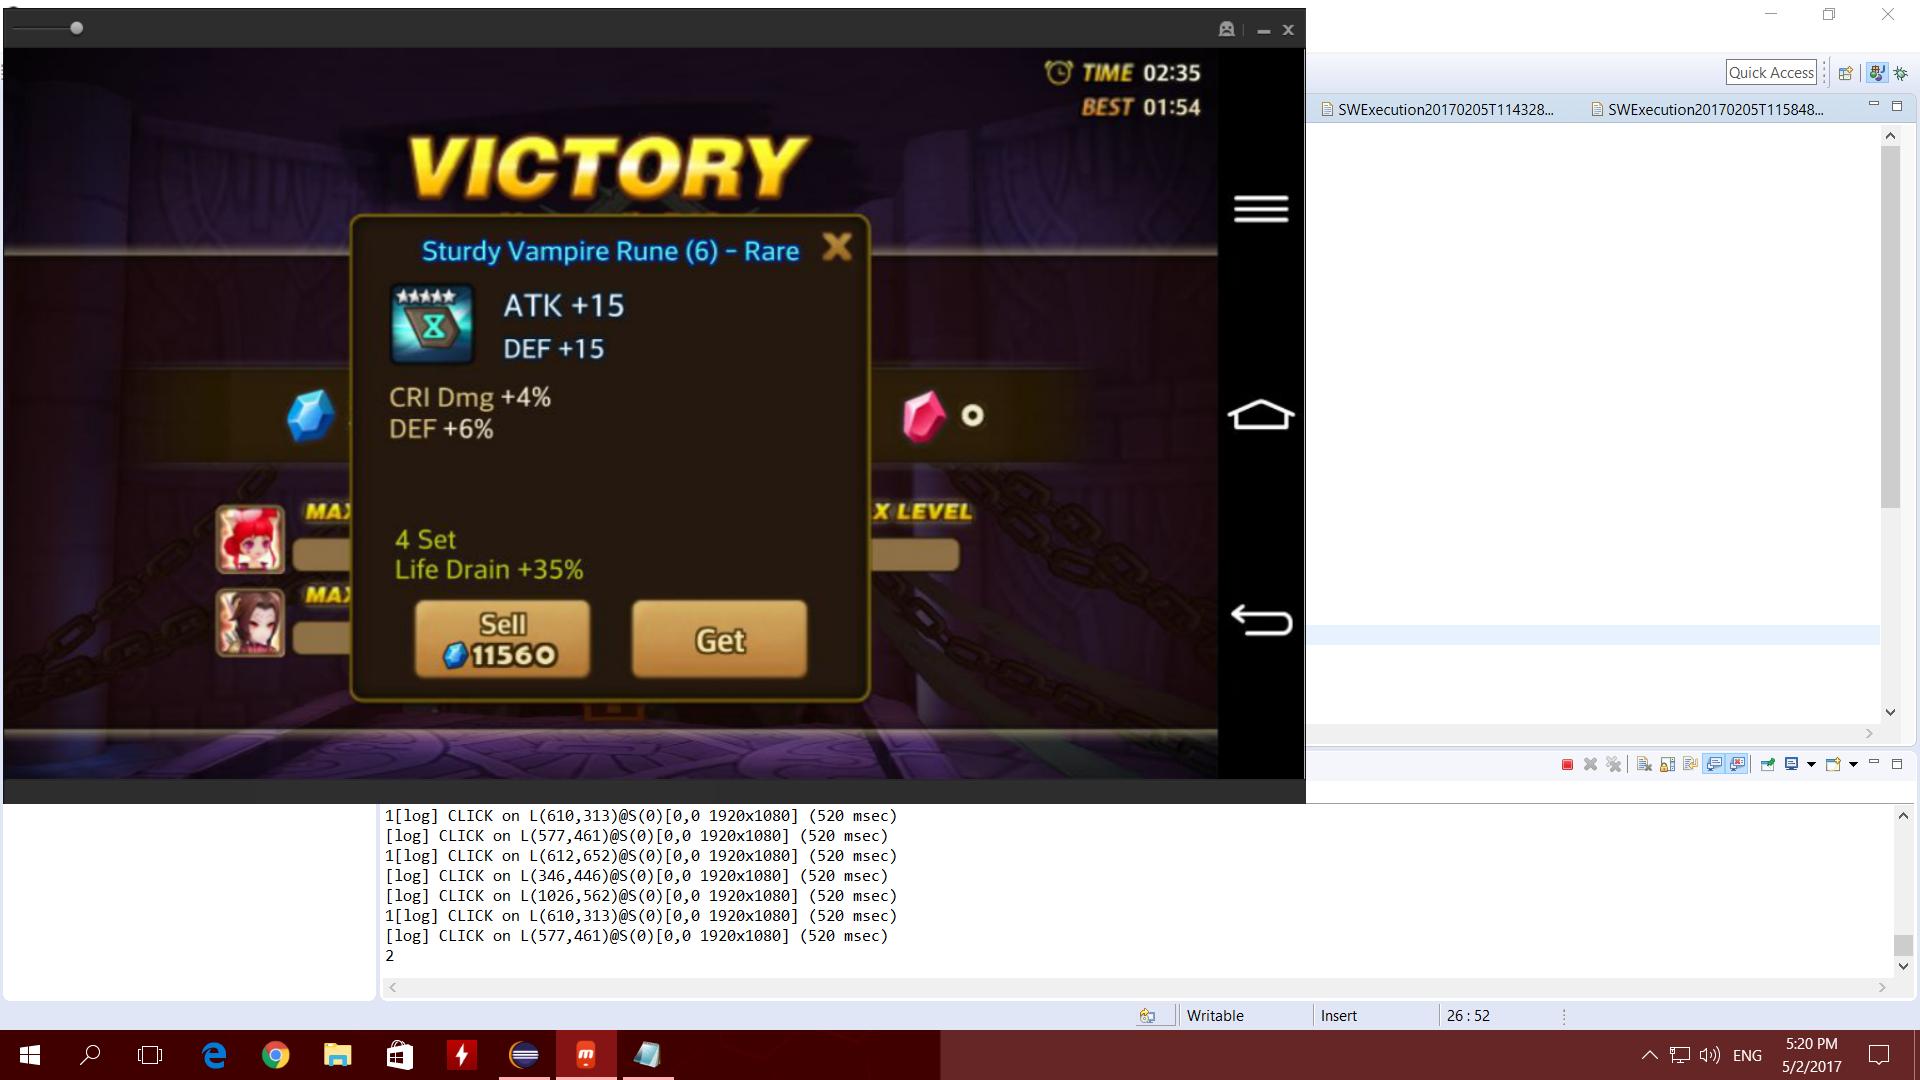 TIME 02:35
BEST 01:54
VICTORY
Sturdy Vampire Rune (6) - Rare
ATK +15
DEF +15
CRI Dmg +4%
DEF +6%
0
X LEVEL
4 Set
Life Drain +35%
Sell
11560
Get
Quick Access
SWExecution20170205T114328...
SWExecution20170205T115848...
1[log] CLICK on L(610,313)@S(0)[0,0 1920x1080] (520 msec)
[log] CLICK on L(577,461)@S(0)[0,0 1920x1080] (520 msec)
1[log] CLICK on L(612,652)@S(0)[0,0 1920x1080] (520 msec)
[log] CLICK on L(346,446)@S(0)[0,0 1920x1080] (520 msec)
[log] CLICK on L(1026,562)@S(0)[0,0 1920x1080] (520 msec)
1[log] CLICK on L(610,313)@S(0)[0,0 1920x1080] (520 msec)
[log] CLICK on L(577,461)@S(0)[0,0 1920x1080] (520 msec)
2
Writable
Insert
26 : 52
ENG
5:20 PM
5/2/2017